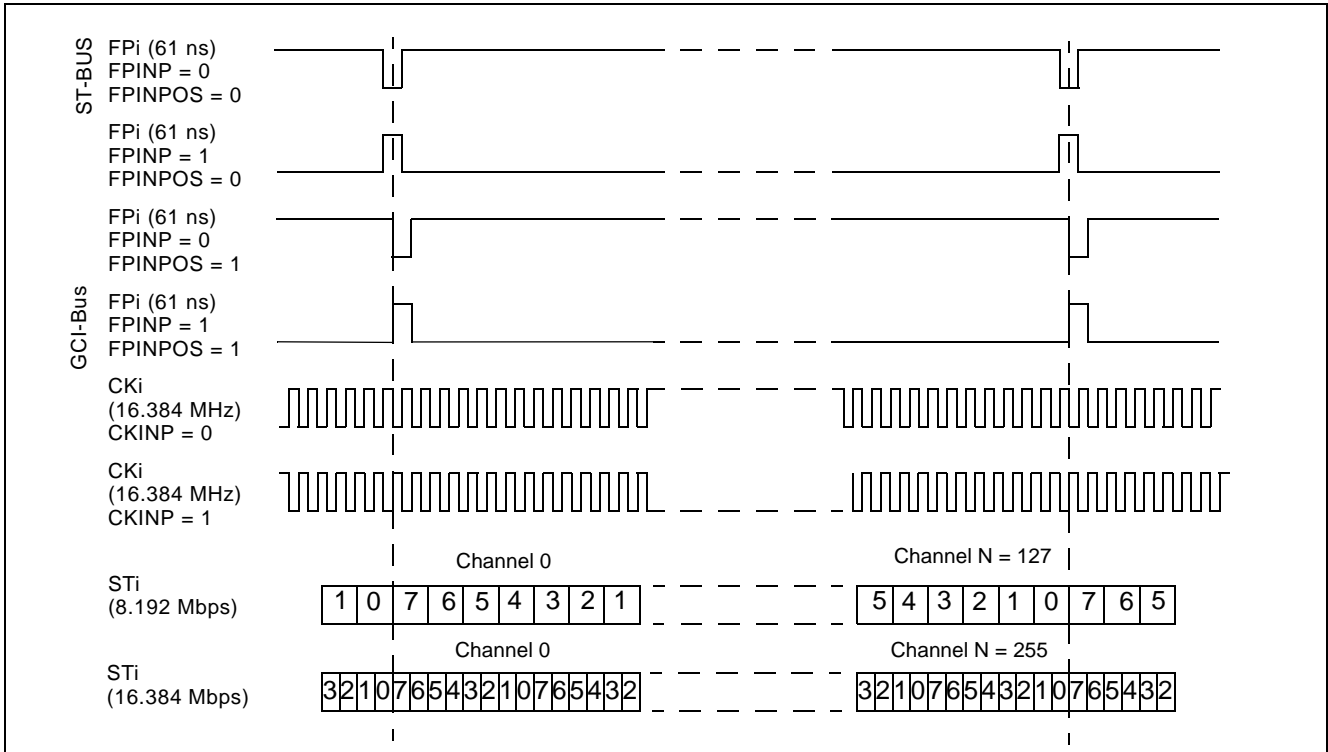 ST-BUS
FPi (61 ns)
FPINP = 0
FPINPOS = 0
FPi (61 ns)
FPINP = 1
FPINPOS = 0
GCI-Bus
FPi (61 ns)
FPINP = 0
FPINPOS = 1
FPi (61 ns)
FPINP = 1
FPINPOS = 1
CKi
(16.384 MHz)
CKINP = 0
CKi
(16.384 MHz)
CKINP = 1
Channel 0
Channel N = 127
STi
(8.192 Mbps)
1 0 7 6 5 4 3 2 1
5 4 3 2 1 0 7 6 5
Channel 0
Channel N = 255
STi
(16.384 Mbps)
3 2 1 0 7 6 5 4 3 2 1 0 7 6 5 4 3 2
3 2 1 0 7 6 5 4 3 2 1 0 7 6 5 4 3 2